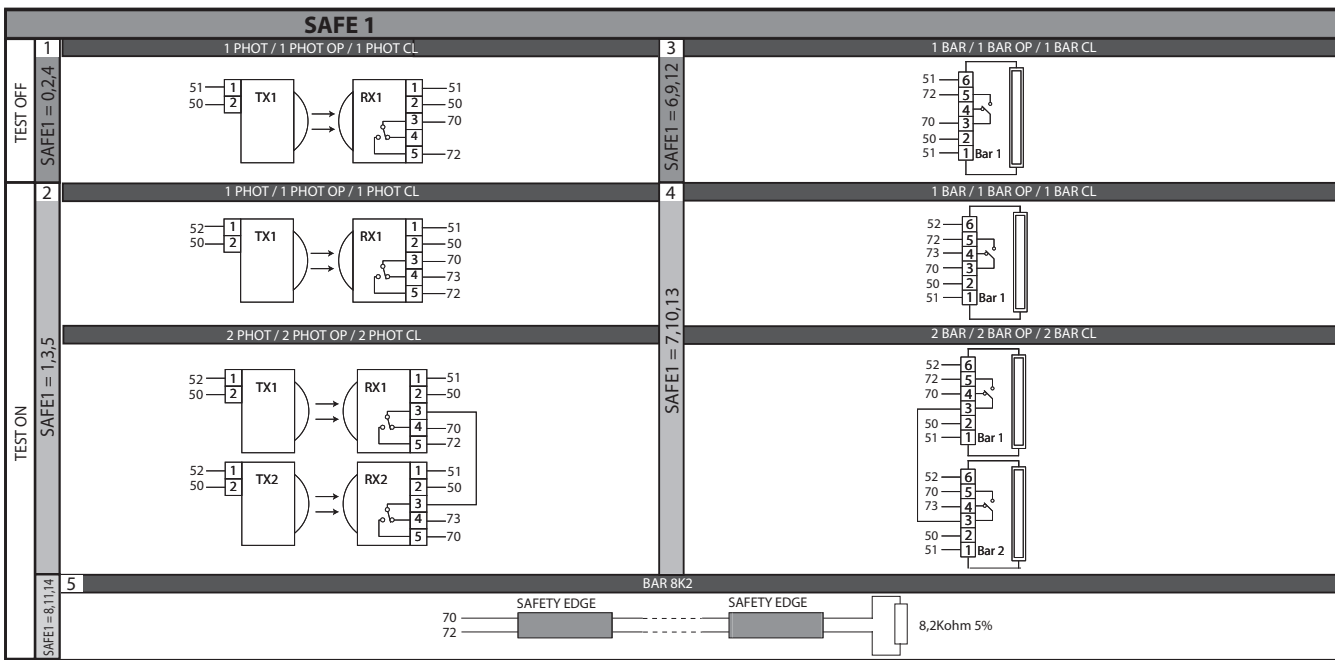 SAFE 1
TEST OFF
1
SAFE1 = 0,2,4
1 PHOT / 1 PHOT OP / 1 PHOT CL
51 1 TX1 RX1 1 51
50 2 2 50
3 70
4
5 72
3
SAFE1 = 6,9,12
1 BAR / 1 BAR OP / 1 BAR CL
51 6
72 5
4
70 3
50 2
51 1 Bar 1
TEST ON
2
SAFE1 = 1,3,5
1 PHOT / 1 PHOT OP / 1 PHOT CL
52 1 TX1 RX1 1 51
50 2 2 50
3 70
4 73
5 72
2 PHOT / 2 PHOT OP / 2 PHOT CL
52 1 TX1 RX1 1 51
50 2 2 50
3
4 70
5 72
52 1 TX2 RX2 1 51
50 2 2 50
3
4 73
5 70
4
SAFE1 = 7,10,13
1 BAR / 1 BAR OP / 1 BAR CL
52 6
72 5
73 4
70 3
50 2
51 1 Bar 1
2 BAR / 2 BAR OP / 2 BAR CL
52 6
72 5
70 4
3
50 2
51 1 Bar 1
52 6
70 5
73 4
3
50 2
51 1 Bar 2
SAFE1 = 8,11,14
5
BAR 8K2
SAFETY EDGE SAFETY EDGE
70
72
8,2Kohm 5%